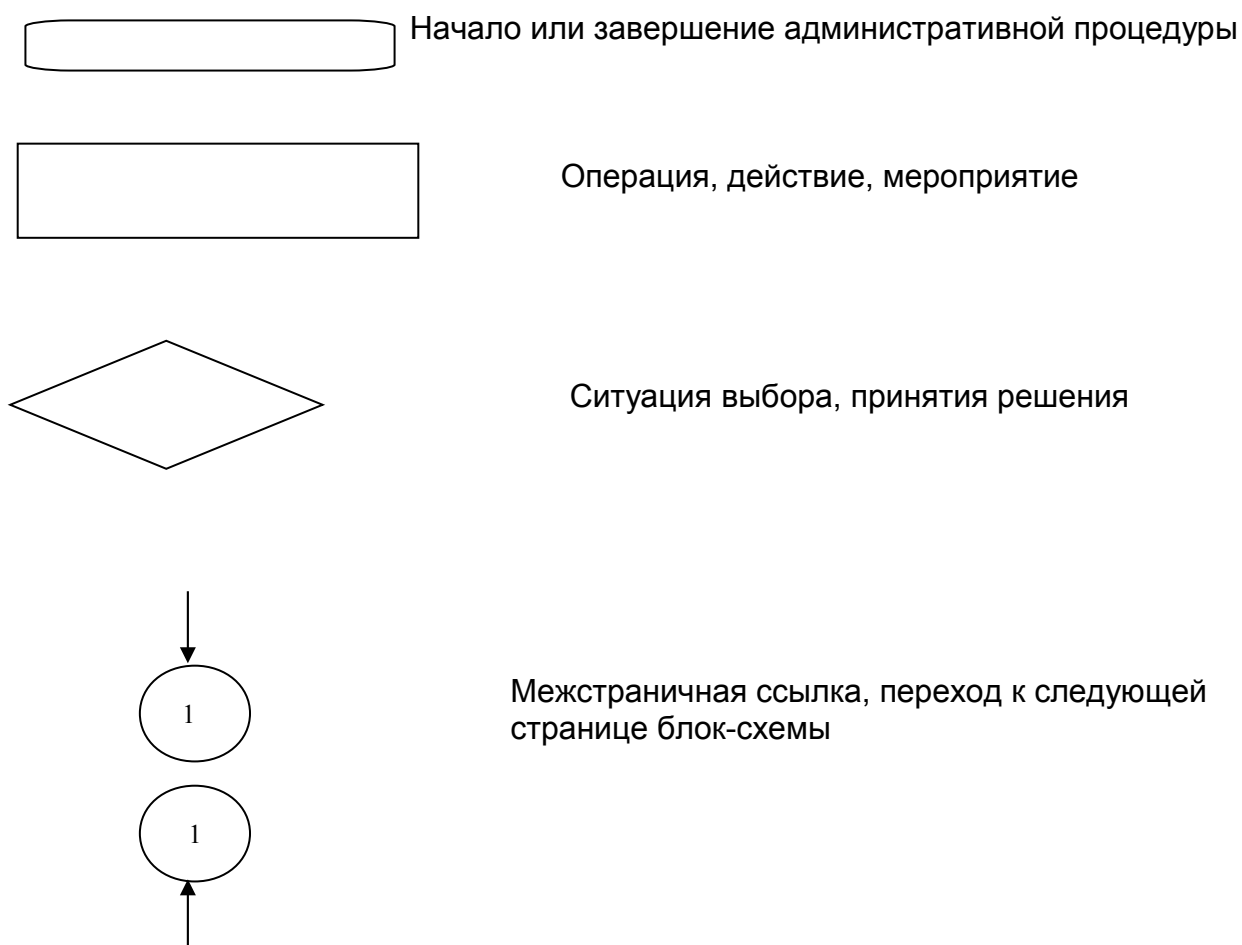 Начало или завершение административной процедуры
Операция, действие, мероприятие
Ситуация выбора, принятия решения
1
Межстраничная ссылка, переход к следующей
странице блок-схемы
1